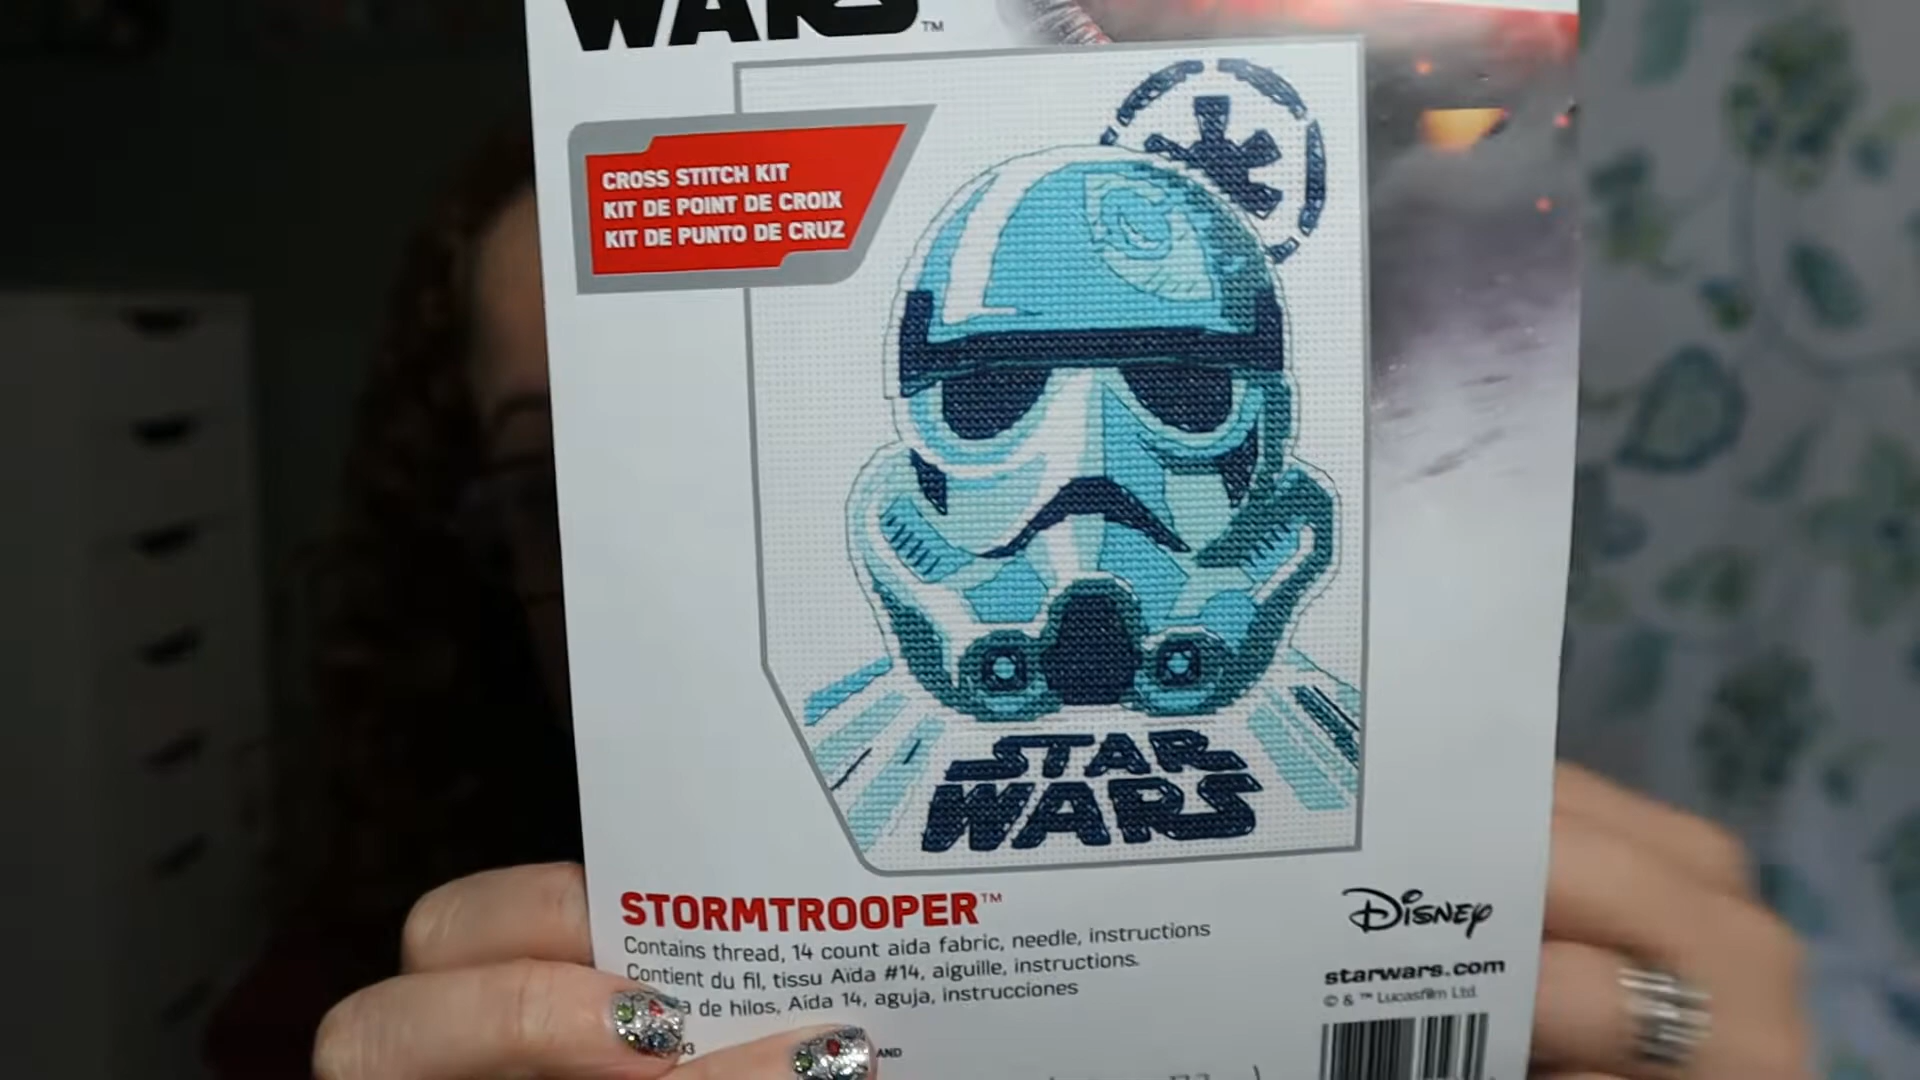 WARS™
CROSS STITCH KIT
KIT DE POINT DE CROIX
KIT DE PUNTO DE CRUZ
STAR
WARS
STORMTROOPER™
Contains thread, 14 count aida fabric, needle, instructions
Contient du fil, tissu Aïda #14, aiguille, instructions.
de hilos, Aida 14, aguja, instrucciones
Disney
starwars.com
© & ™ Lucasfilm Ltd.
AND